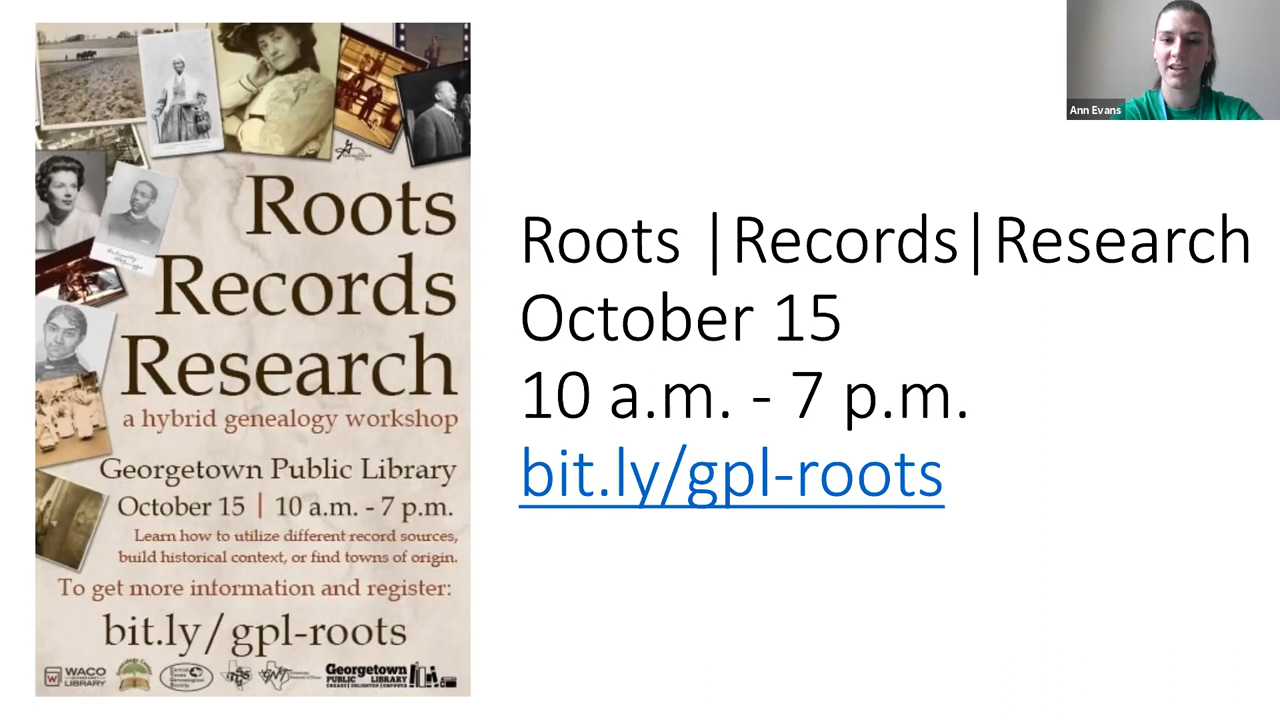 Roots
Records
Research
a hybrid genealogy workshop
Georgetown Public Library
October 15 | 10 a.m. - 7 p.m.
Learn how to utilize different record sources,
build historical context, or find towns of origin.
To get more information and register:
bit.ly/gpl-roots
WACO
LIBRARY
Georgetown
PUBLIC LIBRARY
Roots |Records|Research
October 15
10 a.m. - 7 p.m.
bit.ly/gpl-roots
Ann Evans